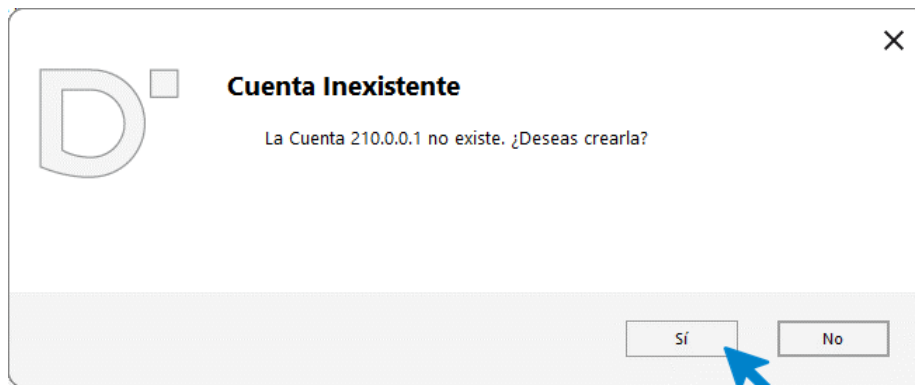 Cuenta Inexistente
La Cuenta 210.0.0.1 no existe. ¿Deseas crearla?
Sí
No